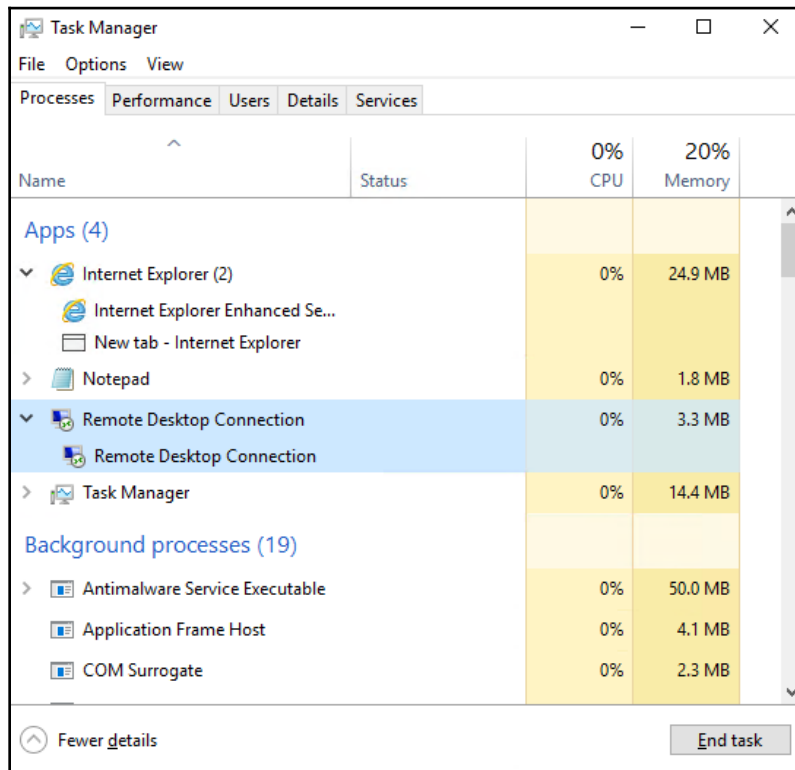 Task Manager
File Options View
Processes Performance Users Details Services
0% 20%
Name Status CPU Memory
Apps (4)
Internet Explorer (2) 0% 24.9 MB
Internet Explorer Enhanced Se...
New tab - Internet Explorer
Notepad 0% 1.8 MB
Remote Desktop Connection 0% 3.3 MB
Remote Desktop Connection
Task Manager 0% 14.4 MB
Background processes (19)
Antimalware Service Executable 0% 50.0 MB
Application Frame Host 0% 4.1 MB
COM Surrogate 0% 2.3 MB
Fewer details End task